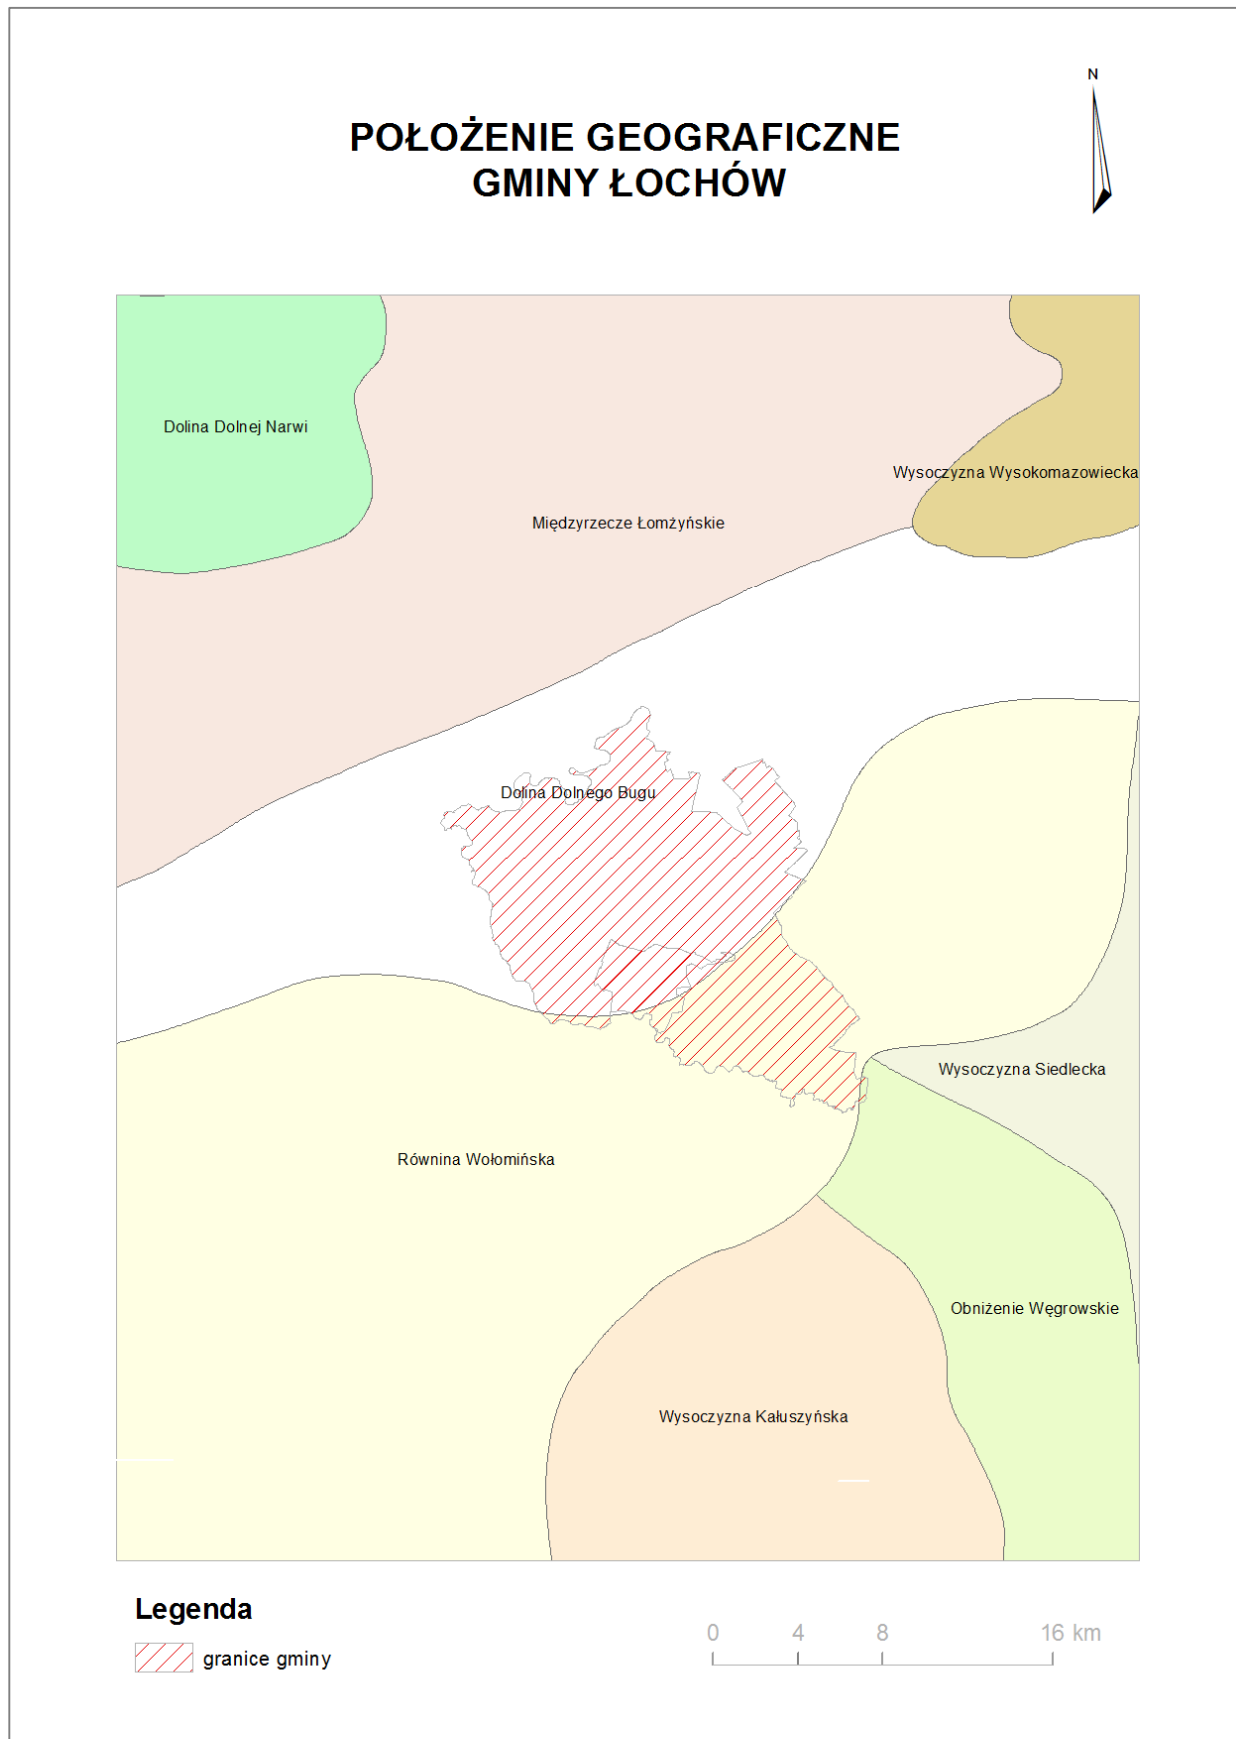 N
POŁOŻENIE GEOGRAFICZNE
GMINY ŁOCHÓW
Dolina Dolnej Narwi
Wysoczyzna Wysokomazowiecka
Międzyrzecze Łomżyńskie
Dolina Dolnego Bugu
Wysoczyzna Siedlecka
Równina Wołomińska
Obniżenie Węgrowskie
Wysoczyzna Kałuszyńska
Legenda
granice gminy
0 4 8 16 km